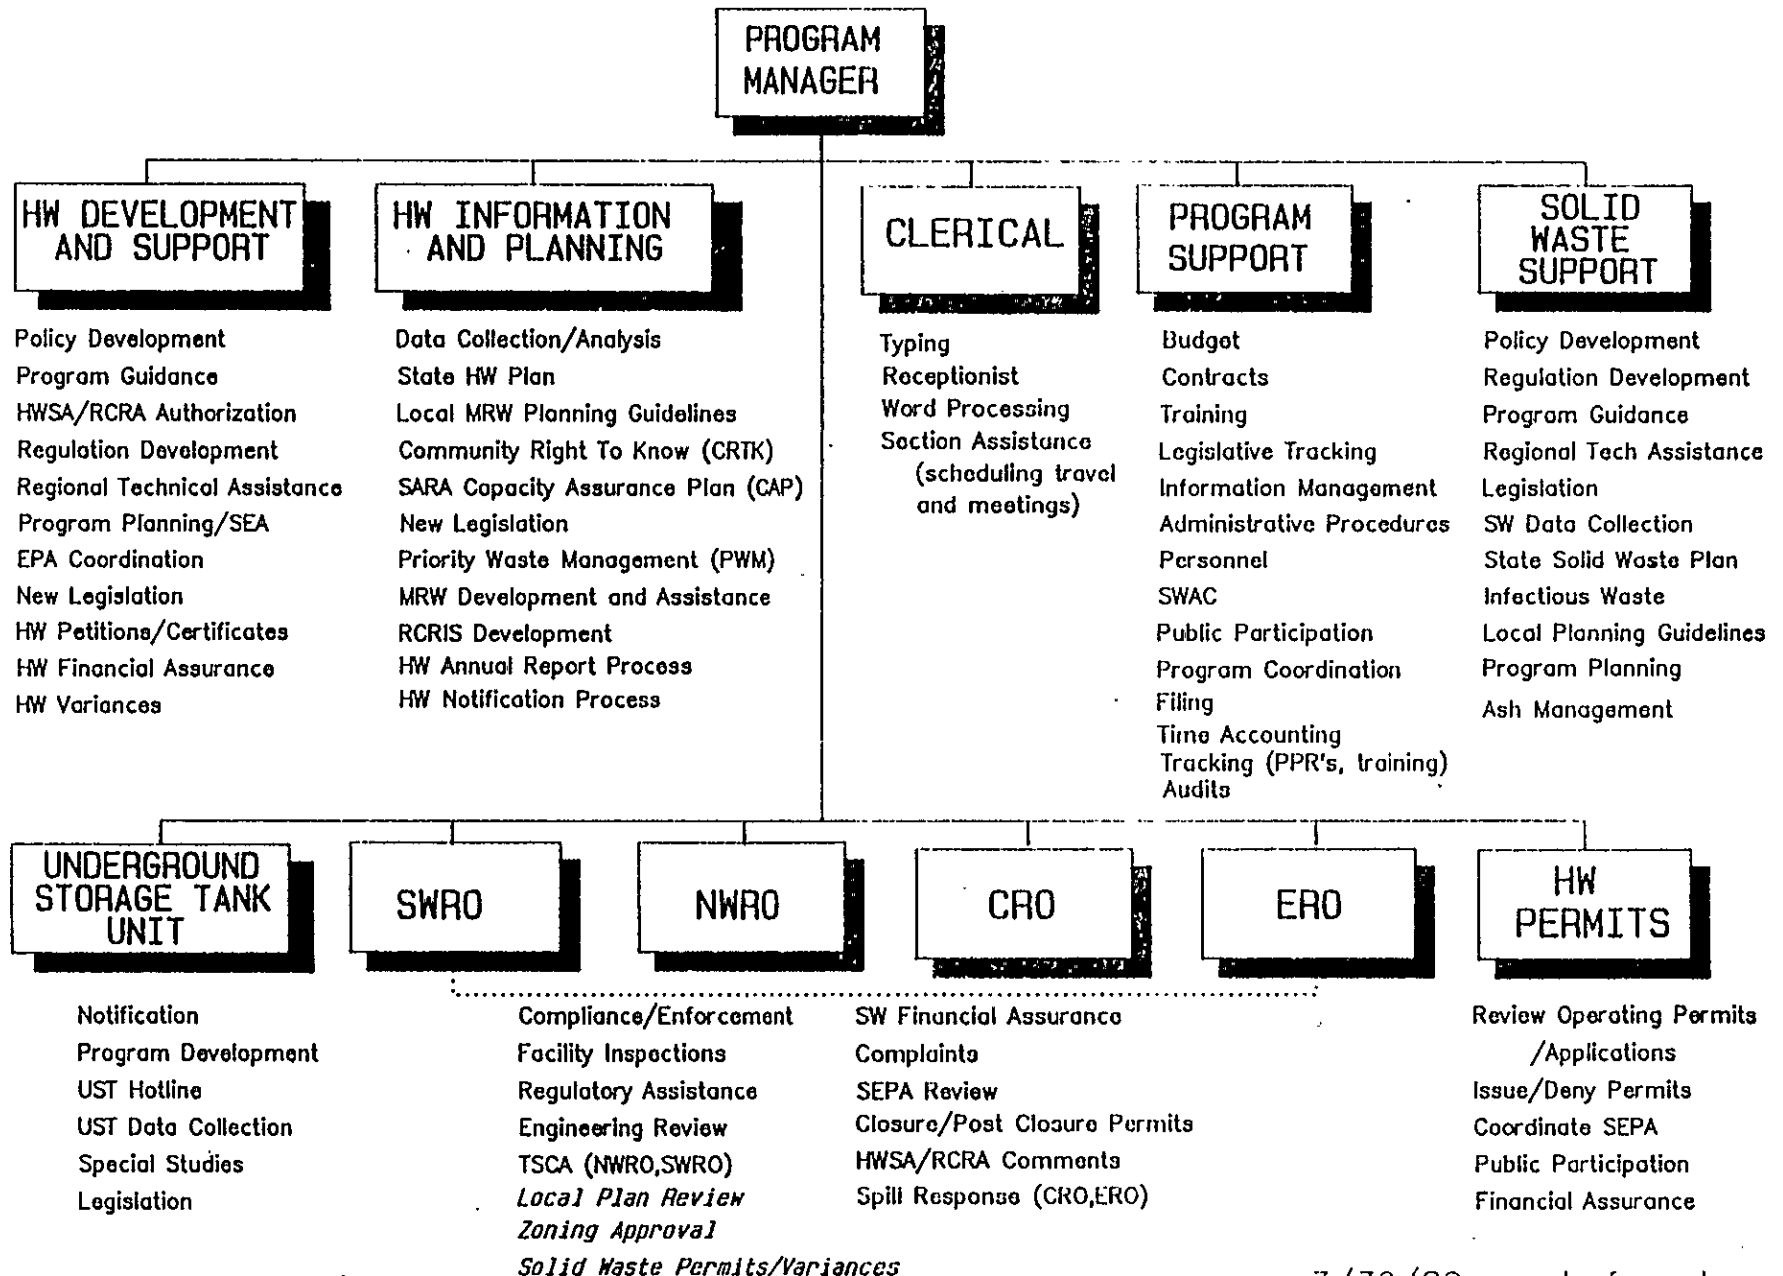 PROGRAM
MANAGER
HW DEVELOPMENT
AND SUPPORT
Policy Development
Program Guidance
HWSA/RCRA Authorization
Regulation Development
Regional Technical Assistance
Program Planning/SEA
EPA Coordination
New Legislation
HW Petitions/Certificates
HW Financial Assurance
HW Variances
HW INFORMATION
AND PLANNING
Data Collection/Analysis
State HW Plan
Local MRW Planning Guidelines
Community Right To Know (CRTK)
SARA Capacity Assurance Plan (CAP)
New Legislation
Priority Waste Management (PWM)
MRW Development and Assistance
RCRIS Development
HW Annual Report Process
HW Notification Process
CLERICAL
Typing
Receptionist
Word Processing
Section Assistance
(scheduling travel
and meetings)
PROGRAM
SUPPORT
Budget
Contracts
Training
Legislative Tracking
Information Management
Administrative Procedures
Personnel
SWAC
Public Participation
Program Coordination
Filing
Time Accounting
Tracking (PPR's, training)
Audits
SOLID
WASTE
SUPPORT
Policy Development
Regulation Development
Program Guidance
Regional Tech Assistance
Legislation
SW Data Collection
State Solid Waste Plan
Infectious Waste
Local Planning Guidelines
Program Planning
Ash Management
UNDERGROUND
STORAGE TANK
UNIT
Notification
Program Development
UST Hotline
UST Data Collection
Special Studies
Legislation
SWRO
NWRO
CRO
ERO
Compliance/Enforcement
Facility Inspections
Regulatory Assistance
Engineering Review
TSCA (NWRO,SWRO)
Local Plan Review
Zoning Approval
Solid Waste Permits/Variances
SW Financial Assurance
Complaints
SEPA Review
Closure/Post Closure Permits
HWSA/RCRA Comments
Spill Response (CRO,ERO)
HW
PERMITS
Review Operating Permits
/Applications
Issue/Deny Permits
Coordinate SEPA
Public Participation
Financial Assurance